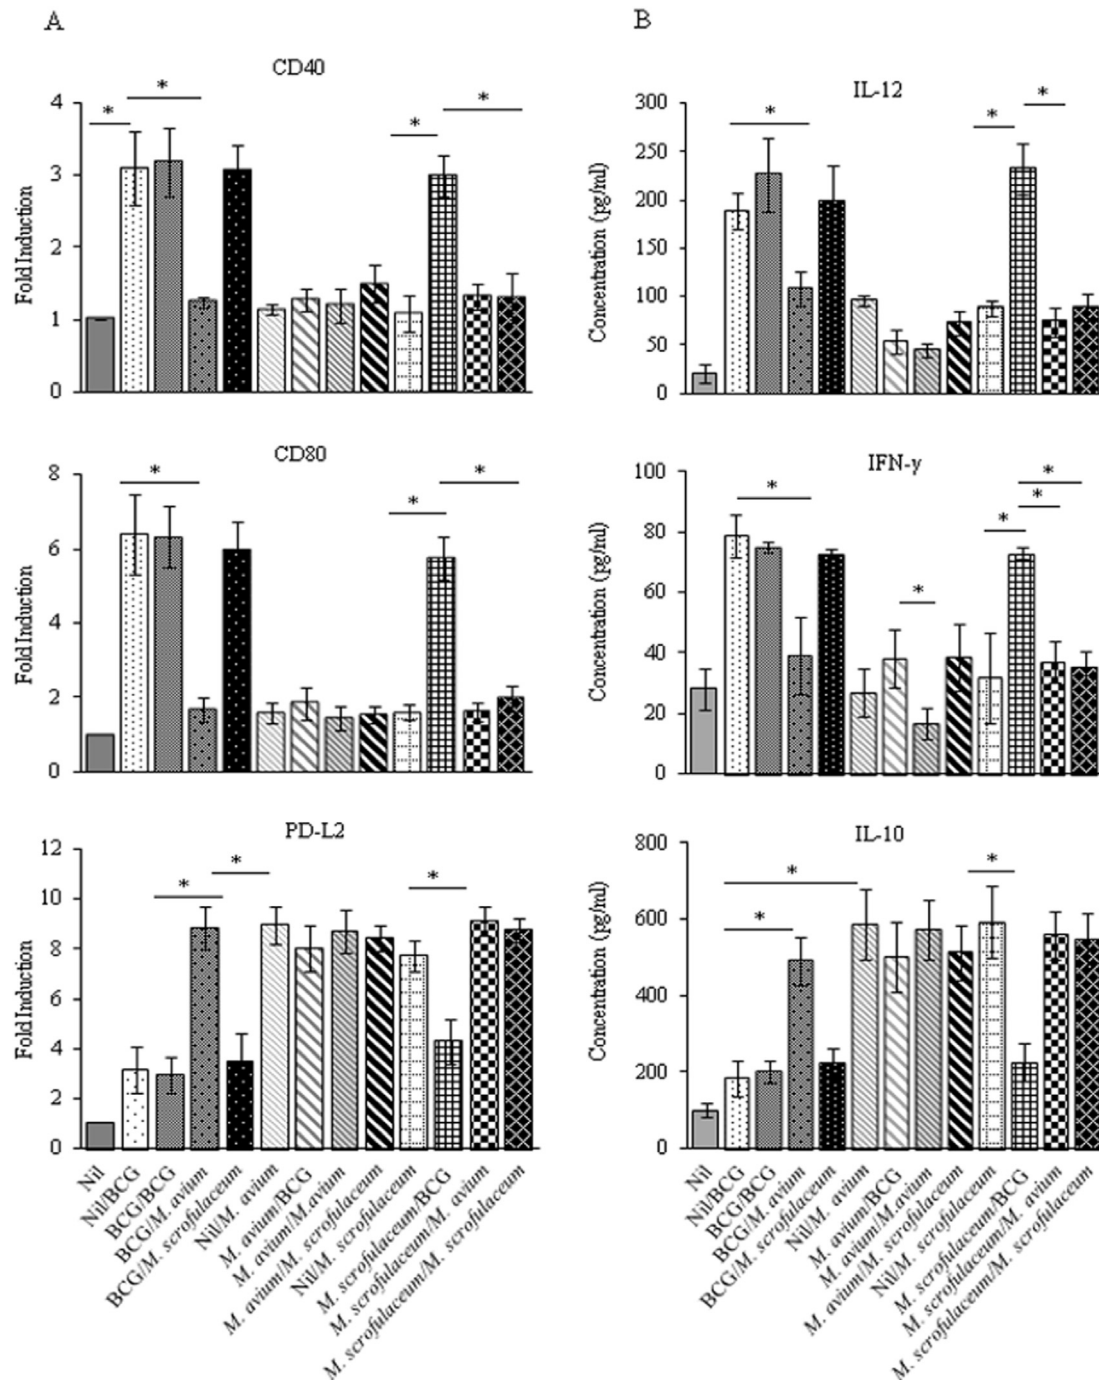 A
CD40
Fold Induction
4
3
2
1
0
*
*
*
*
CD80
Fold Induction
8
6
4
2
0
*
*
*
PD-L2
Fold Induction
12
10
8
6
4
2
0
*
*
*
Nil
Nil/BCG
BCG/BCG
BCG/M. avium
BCG/M. scrofulaceum
Nil/M. avium
M. avium/BCG
M. avium/M. avium
M. avium/M. scrofulaceum
Nil/M. scrofulaceum
M. scrofulaceum/BCG
M. scrofulaceum/M. avium
M. scrofulaceum/M. scrofulaceum
B
IL-12
Concentration (pg/ml)
300
250
200
150
100
50
0
*
*
*
IFN-y
Concentration (pg/ml)
100
80
60
40
20
0
*
*
*
*
*
IL-10
Concentration (pg/ml)
800
600
400
200
0
*
*
*
Nil
Nil/BCG
BCG/BCG
BCG/M. avium
BCG/M. scrofulaceum
Nil/M. avium
M. avium/BCG
M. avium/M. avium
M. avium/M. scrofulaceum
Nil/M. scrofulaceum
M. scrofulaceum/BCG
M. scrofulaceum/M. avium
M. scrofulaceum/M. scrofulaceum